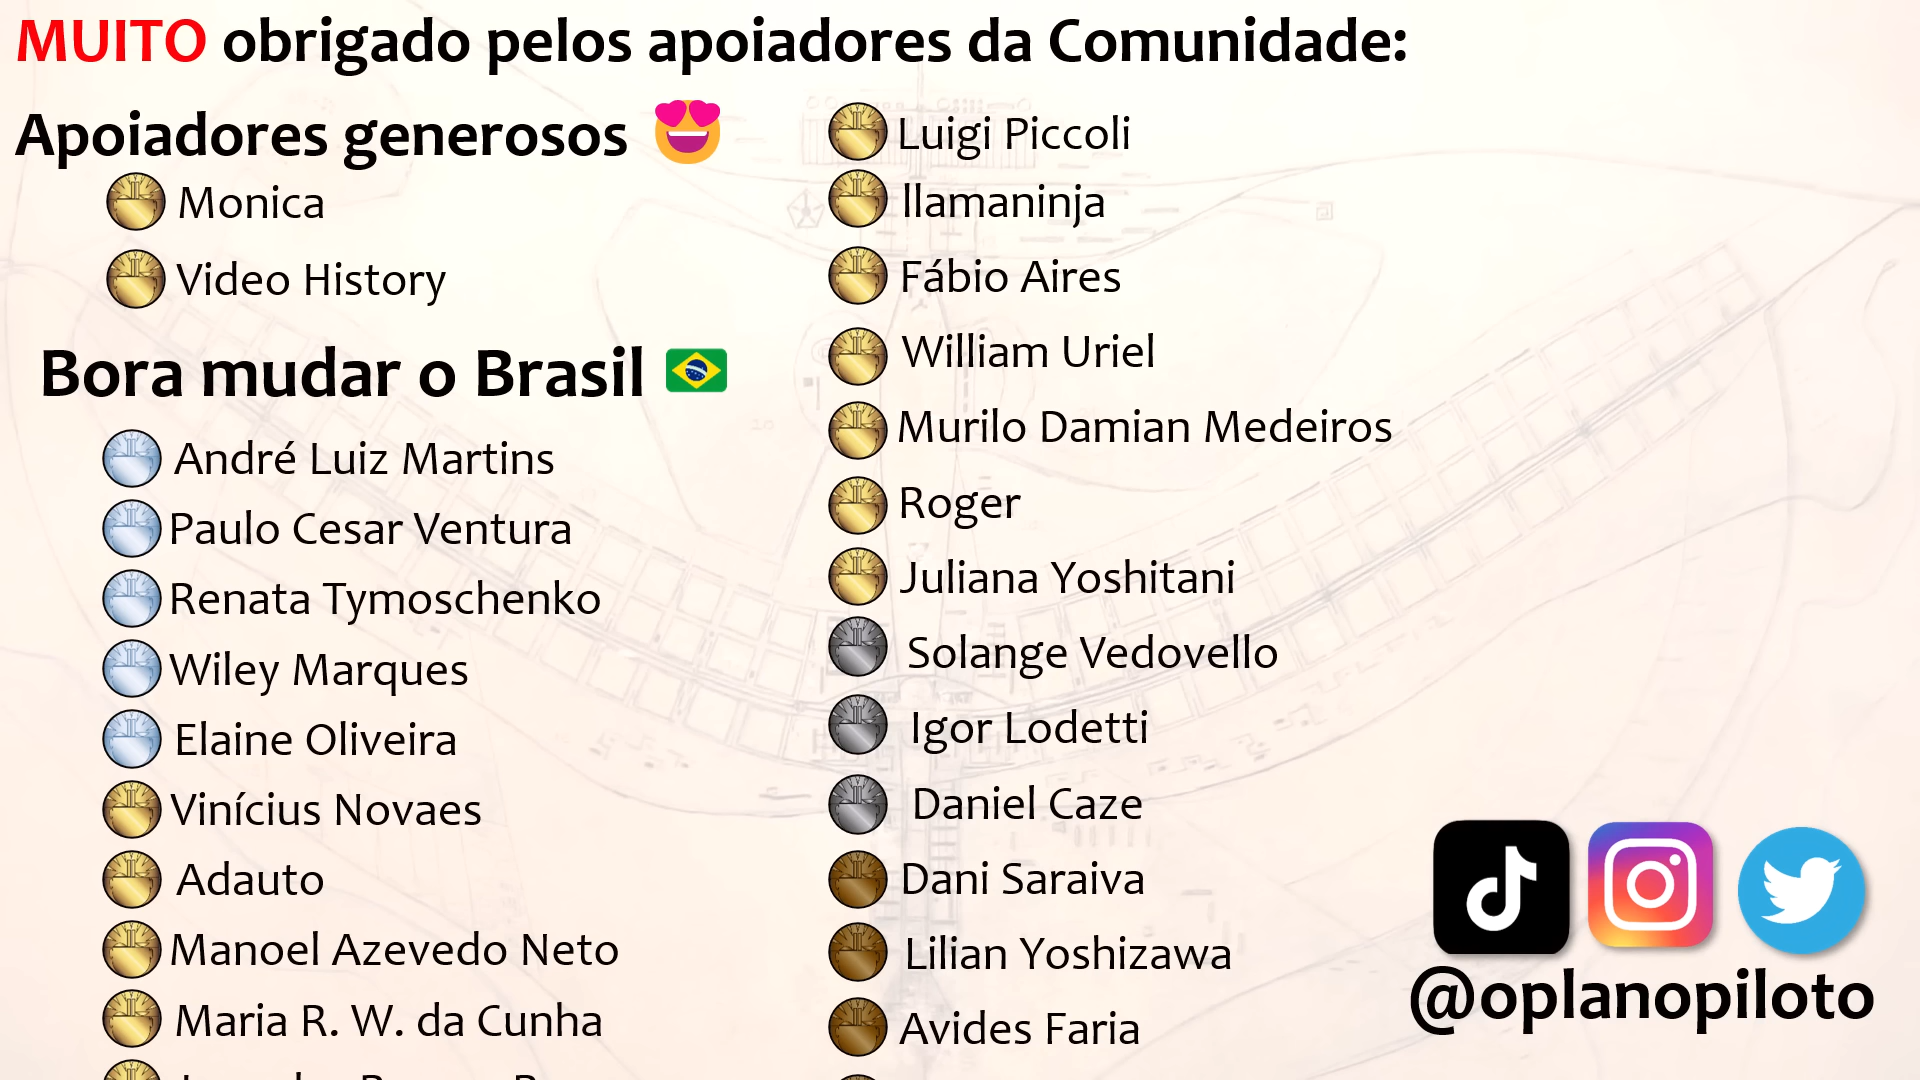 MUITO obrigado pelos apoiadores da Comunidade:
Apoiadores generosos
Monica
Video History
Bora mudar o Brasil
André Luiz Martins
Paulo Cesar Ventura
Renata Tymoschenko
Wiley Marques
Elaine Oliveira
Vinícius Novaes
Adauto
Manoel Azevedo Neto
Maria R. W. da Cunha
Luigi Piccoli
llamaninja
Fábio Aires
William Uriel
Murilo Damian Medeiros
Roger
Juliana Yoshitani
Solange Vedovello
Igor Lodetti
Daniel Caze
Dani Saraiva
Lilian Yoshizawa
Avides Faria
@oplanopiloto